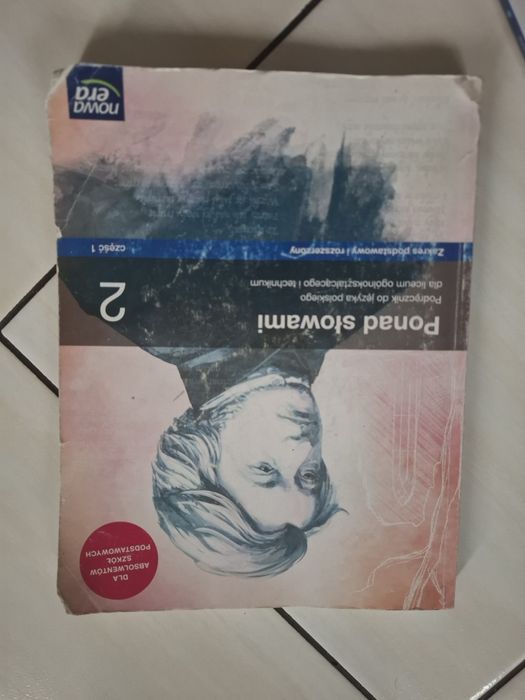 DLA
ABSOLWENTÓW
SZKÓŁ
PODSTAWOWYCH
Ponad słowami
Podręcznik do języka polskiego
dla liceum ogólnokształcącego i technikum
2
Zakres podstawowy i rozszerzony
część 1
nowa
era